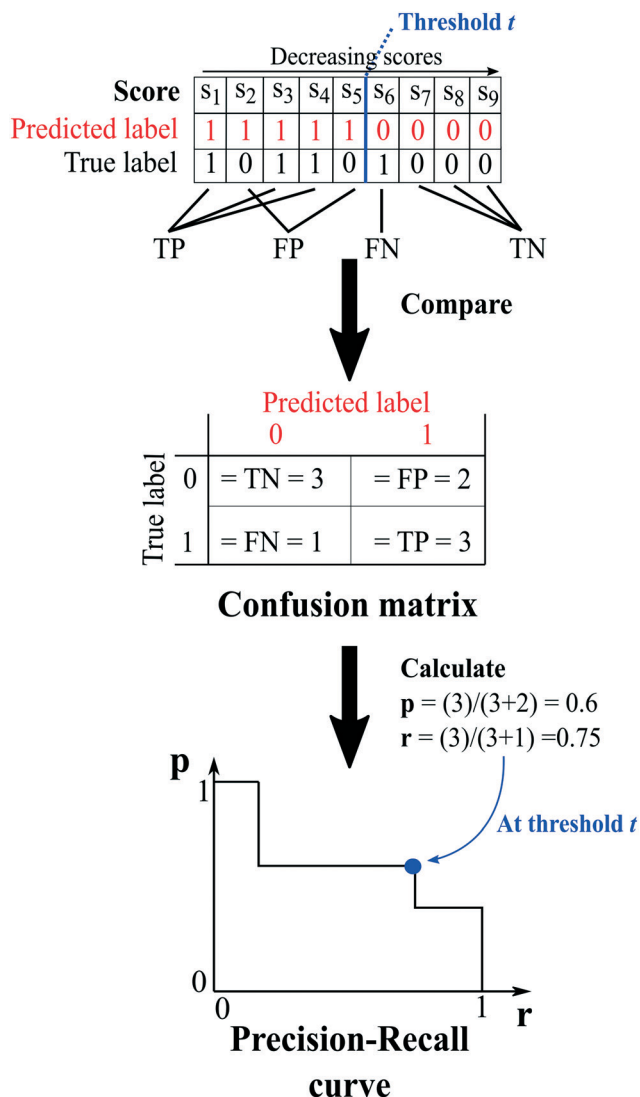 Threshold t
Decreasing scores
Score s1 s2 s3 s4 s5 s6 s7 s8 s9
Predicted label 1 1 1 1 1 0 0 0 0
True label 1 0 1 1 0 1 0 0 0
TP FP FN TN
Compare
Predicted label
0 1
True label
0 = TN = 3 = FP = 2
1 = FN = 1 = TP = 3
Confusion matrix
Calculate
p = (3)/(3+2) = 0.6
r = (3)/(3+1) =0.75
p
1
At threshold t
0
0 1 r
Precision-Recall
curve